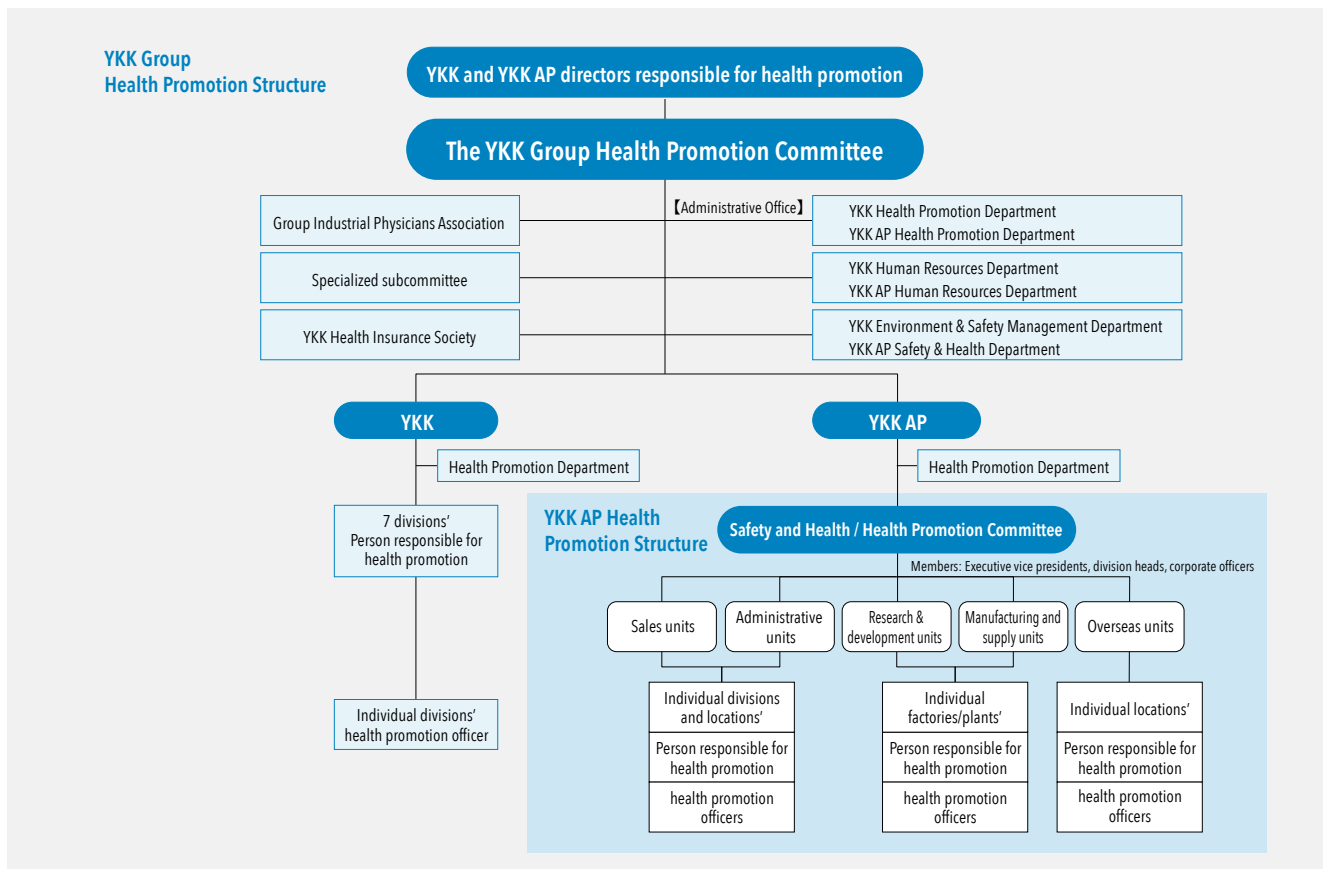 YKK Group
Health Promotion Structure
YKK and YKK AP directors responsible for health promotion
The YKK Group Health Promotion Committee
Group Industrial Physicians Association
【Administrative Office】
YKK Health Promotion Department
YKK AP Health Promotion Department
Specialized subcommittee
YKK Human Resources Department
YKK AP Human Resources Department
YKK Health Insurance Society
YKK Environment & Safety Management Department
YKK AP Safety & Health Department
YKK
Health Promotion Department
7 divisions’
Person responsible for
health promotion
Individual divisions’
health promotion officer
YKK AP
Health Promotion Department
YKK AP Health
Promotion Structure
Safety and Health / Health Promotion Committee
Members: Executive vice presidents, division heads, corporate officers
Sales units
Administrative
units
Research &
development units
Manufacturing and
supply units
Overseas units
Individual divisions
and locations’
Person responsible for
health promotion
health promotion
officers
Individual
factories/plants’
Person responsible for
health promotion
health promotion
officers
Individual locations’
Person responsible for
health promotion
health promotion
officers